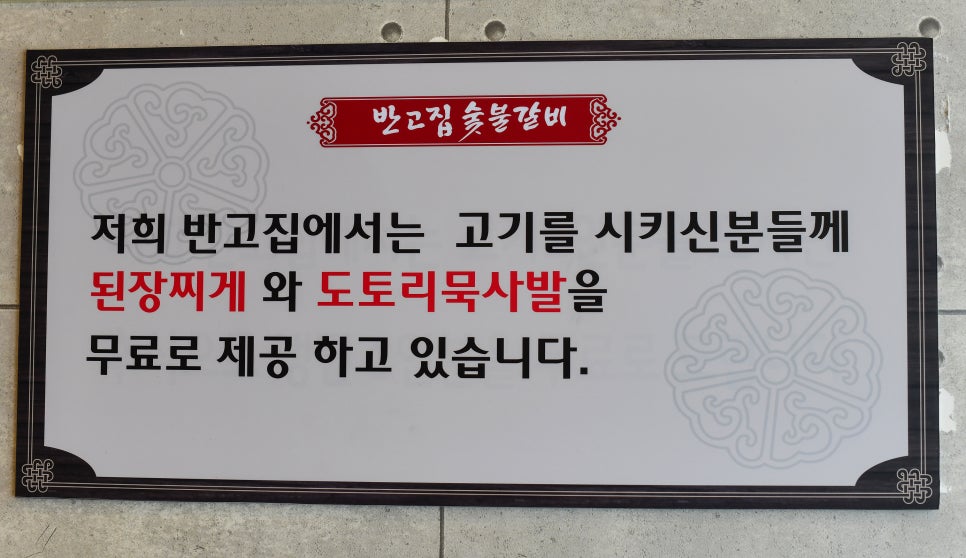 반고집 숯불갈비
저희 반고집에서는 고기를 시키신분들께
된장찌게 와 도토리묵사발을
무료로 제공 하고 있습니다.